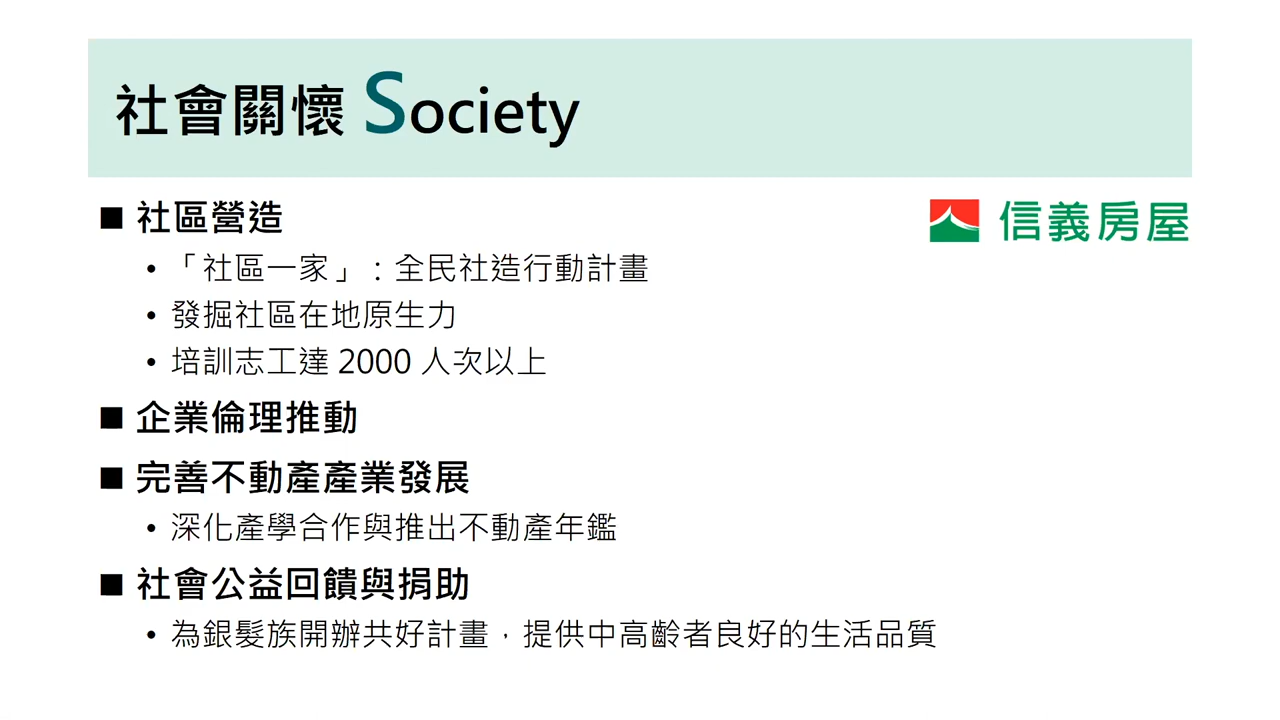 社會關懷 Society
信義房屋
■ 社區營造
• 「社區一家」：全民社造行動計畫
• 發掘社區在地原生力
• 培訓志工達 2000 人次以上
■ 企業倫理推動
■ 完善不動產產業發展
• 深化產學合作與推出不動產年鑑
■ 社會公益回饋與捐助
• 為銀髮族開辦共好計畫，提供中高齡者良好的生活品質